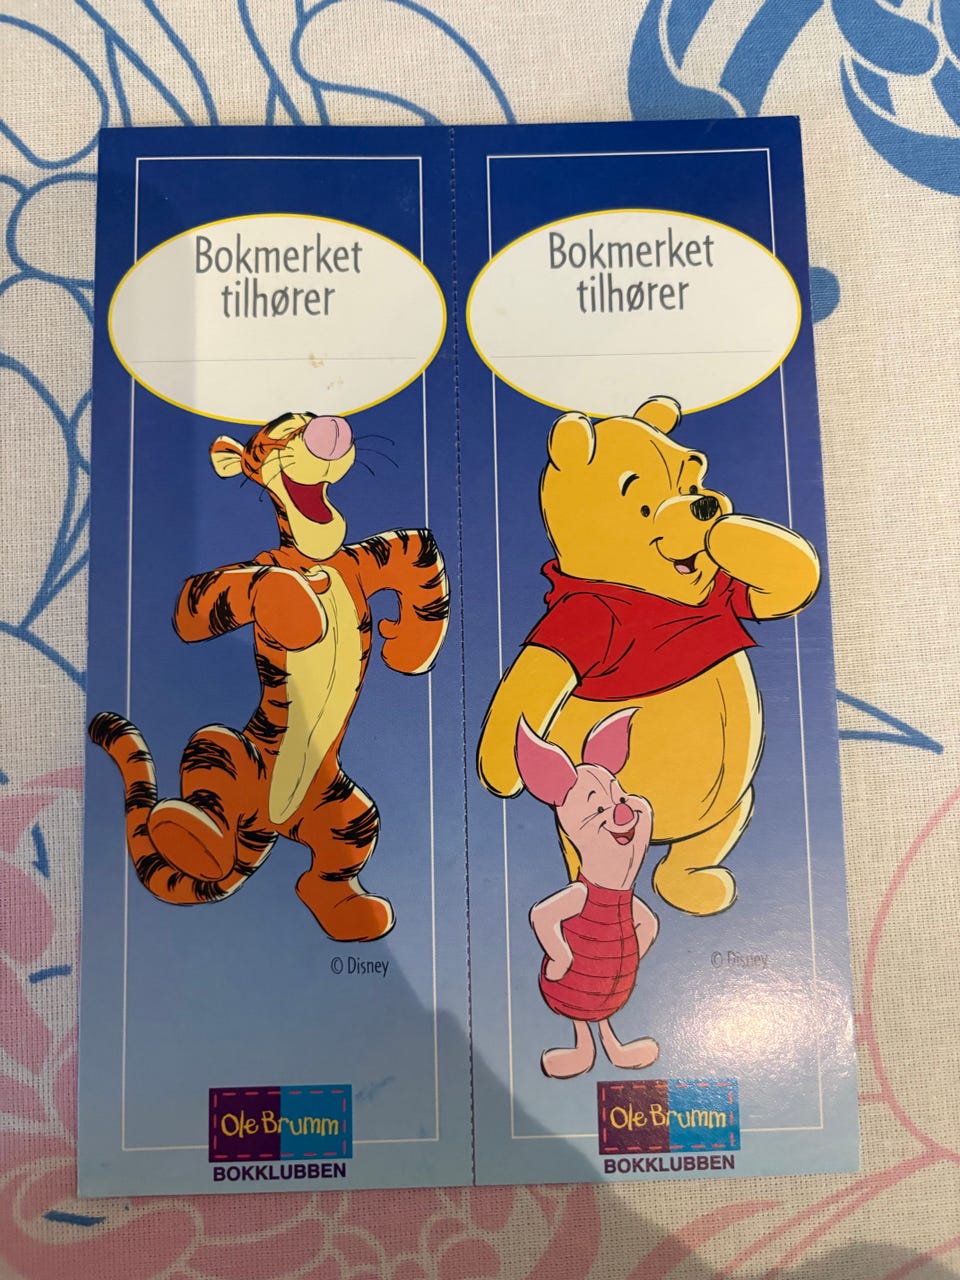 Bokmerket
tilhører
© Disney
Ole Brumm
BOKKLUBBEN
Bokmerket
tilhører
© Disney
Ole Brumm
BOKKLUBBEN